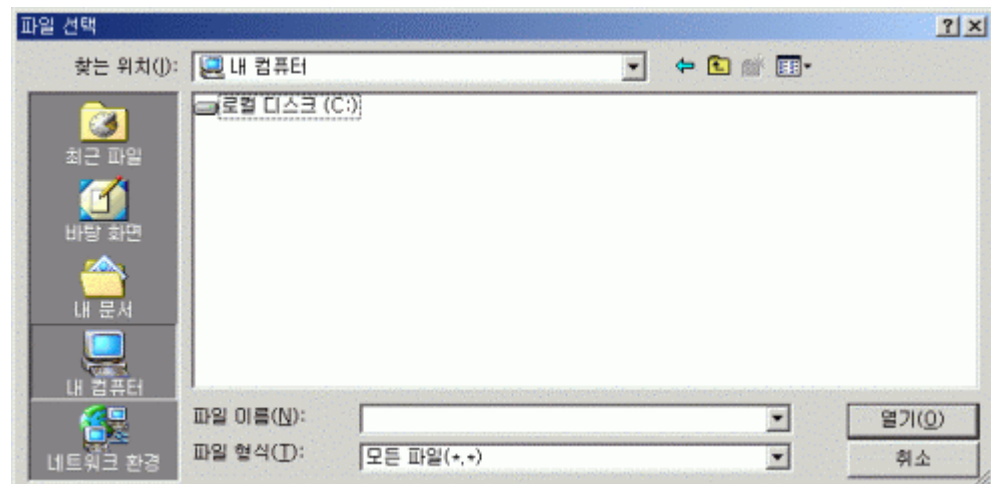 파일 선택
찾는 위치(I):
내 컴퓨터
로컬 디스크 (C:)
최근 파일
바탕 화면
내 문서
내 컴퓨터
네트워크 환경
파일 이름(N):
열기(O)
파일 형식(T):
모든 파일(*.*)
취소